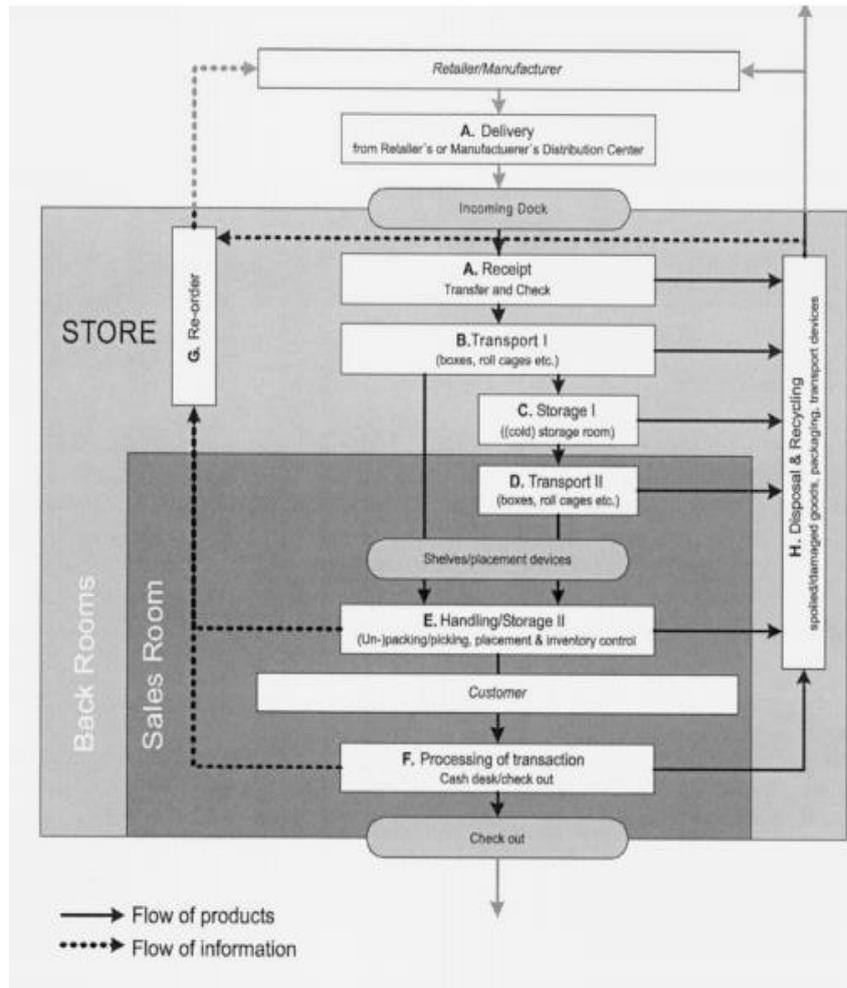 Retailer/Manufacturer
A. Delivery
from Retailer´s or Manufactuerer´s Distribution Center
Incoming Dock
A. Receipt
Transfer and Check
STORE
G. Re-order
B.Transport I
(boxes, roll cages etc.)
C. Storage I
((cold) storage room)
D. Transport II
(boxes, roll cages etc.)
H. Disposal & Recycling
spoiled/damaged goods, packaging, transport devices
Shelves/placement devices
E. Handling/Storage II
(Un-)packing/picking, placement & inventory control
Back Rooms
Sales Room
Customer
F. Processing of transaction
Cash desk/check out
Check out
Flow of products
Flow of information